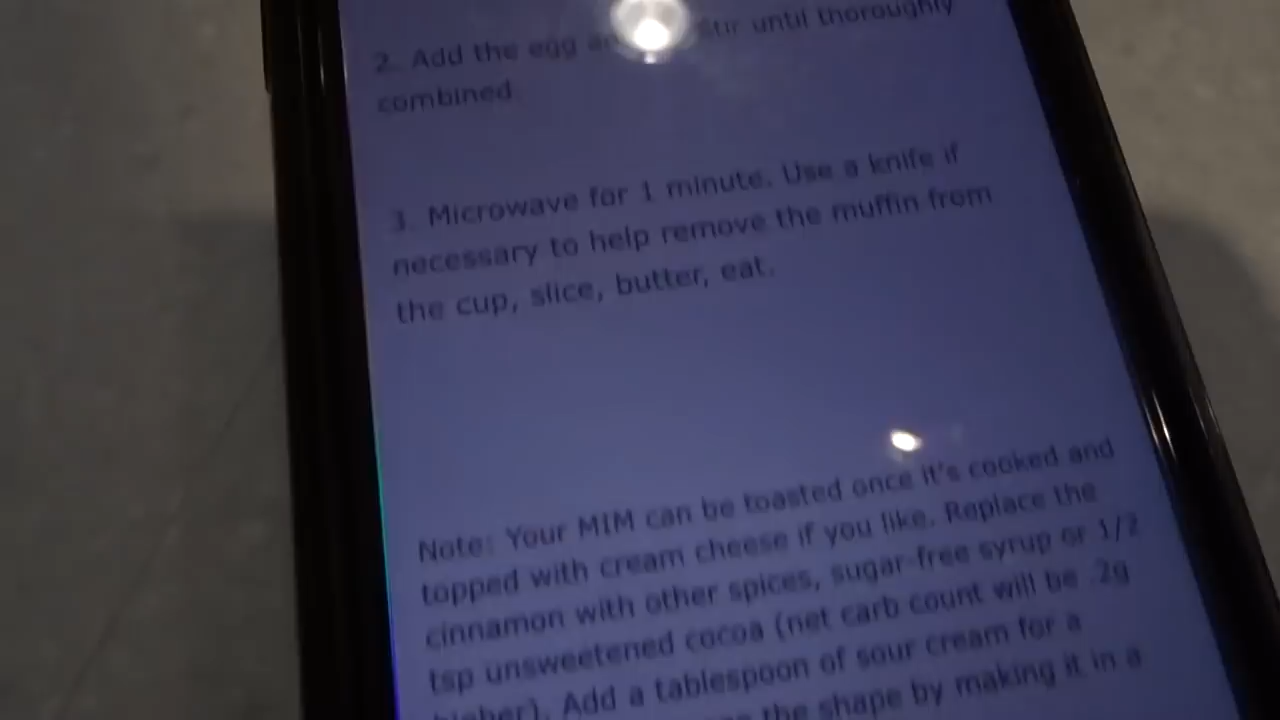 2. Add the egg Stir until thoroughly
combined.
3. Microwave for 1 minute. Use a knife if
necessary to help remove the muffin from
the cup, slice, butter, eat.
Note: Your MIM can be toasted once it's cooked and
topped with cream cheese if you like. Replace the
cinnamon with other spices, sugar-free syrup or 1/2
tsp unsweetened cocoa (net carb count will be .2g
higher). Add a tablespoon of sour cream for a
the shape by making it in a